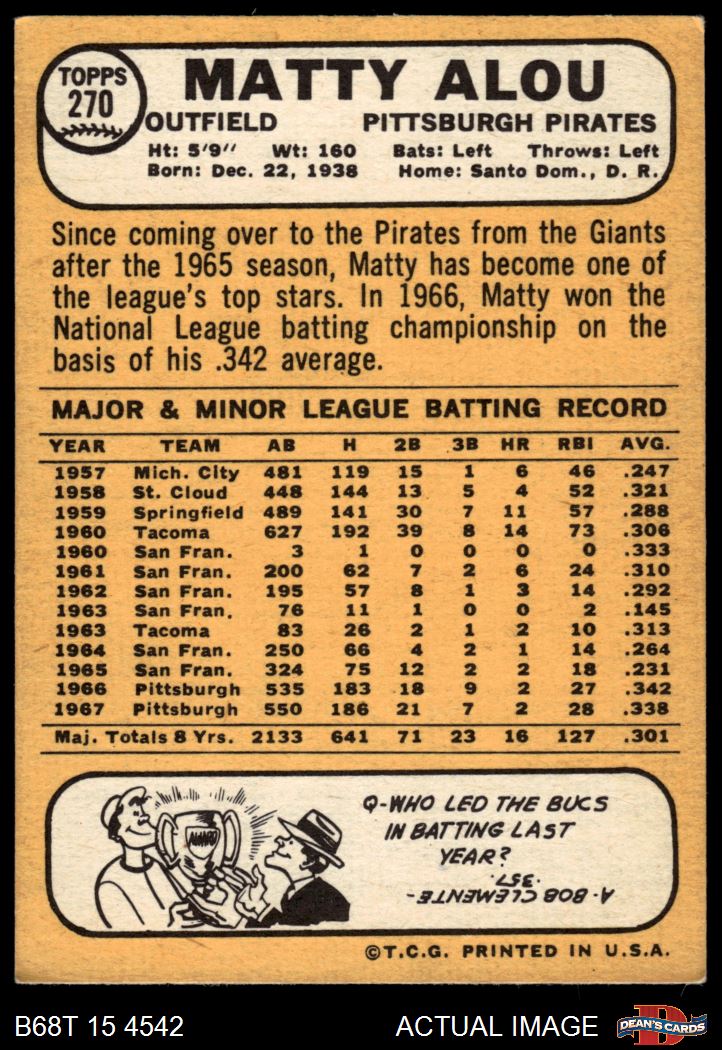 TOPPS
270
MATTY ALOU
OUTFIELD PITTSBURGH PIRATES
Ht: 5'9" Wt: 160 Bats: Left Throws: Left
Born: Dec. 22, 1938 Home: Santo Dom., D. R.
Since coming over to the Pirates from the Giants
after the 1965 season, Matty has become one of
the league's top stars. In 1966, Matty won the
National League batting championship on the
basis of his .342 average.
MAJOR & MINOR LEAGUE BATTING RECORD
YEAR TEAM AB H 2B 3B HR RBI AVG.
1957 Mich. City 481 119 15 1 6 46 .247
1958 St. Cloud 448 144 13 5 4 52 .321
1959 Springfield 489 141 30 7 11 57 .288
1960 Tacoma 627 192 39 8 14 73 .306
1960 San Fran. 3 1 0 0 0 0 .333
1961 San Fran. 200 62 7 2 6 24 .310
1962 San Fran. 195 57 8 1 3 14 .292
1963 San Fran. 76 11 1 0 0 2 .145
1963 Tacoma 83 26 2 1 2 10 .313
1964 San Fran. 250 66 4 2 1 14 .264
1965 San Fran. 324 75 12 2 2 18 .231
1966 Pittsburgh 535 183 18 9 2 27 .342
1967 Pittsburgh 550 186 21 7 2 28 .338
Maj. Totals 8 Yrs. 2133 641 71 23 16 127 .301
AWARD
Q-WHO LED THE BUCS
IN BATTING LAST
YEAR?
A-BOB CLEMENTE-
.357.
©T.C.G. PRINTED IN U.S.A.
B68T 15 4542 ACTUAL IMAGE
D
DEAN'S CARDS